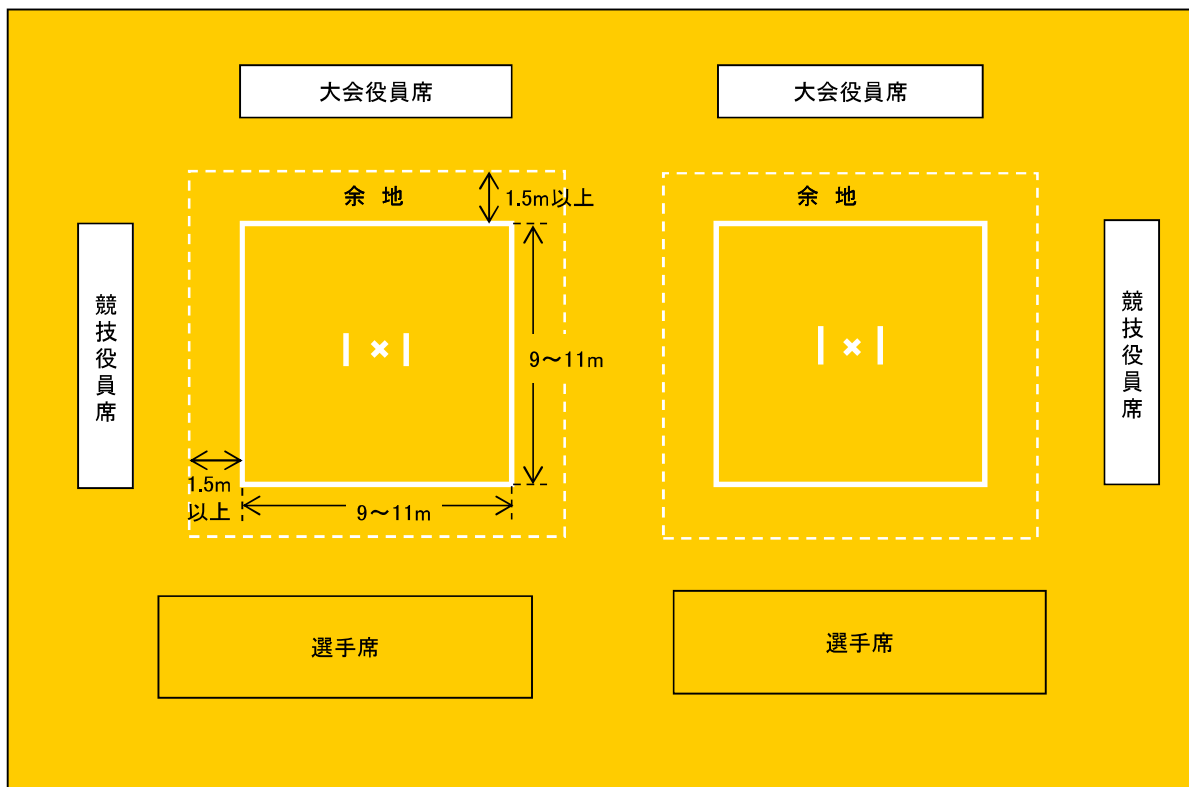 大会役員席
大会役員席
余 地
1.5m以上
余 地
競技役員席
9～11m
競技役員席
1.5m
以上
9～11m
選手席
選手席